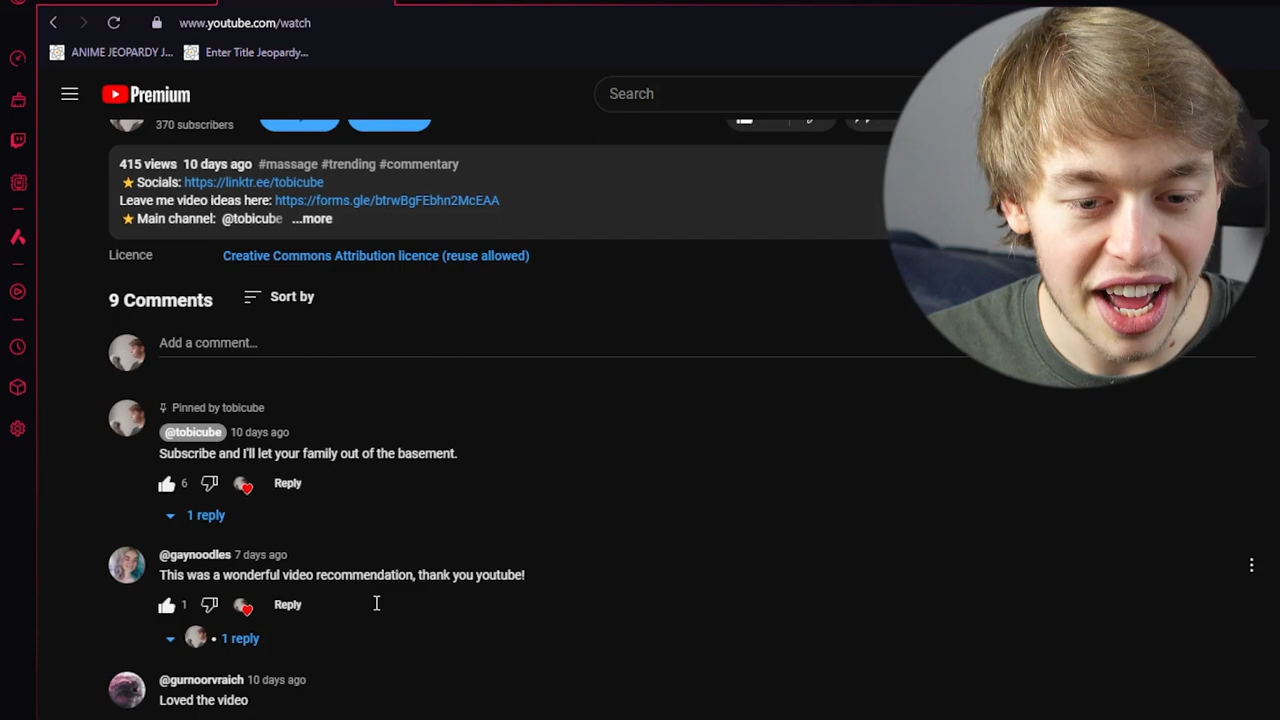 www.youtube.com/watch
ANIME JEOPARDY J... Enter Title Jeopardy...
Premium
Search
370 subscribers
415 views 10 days ago #massage #trending #commentary
Socials: https://linktr.ee/tobicube
Leave me video ideas here: https://forms.gle/btrwBgFEbhn2McEAA
Main channel: @tobicube ...more
Licence Creative Commons Attribution licence (reuse allowed)
9 Comments Sort by
Add a comment...
Pinned by tobicube
@tobicube 10 days ago
Subscribe and I'll let your family out of the basement.
6 Reply
1 reply
@gaynoodles 7 days ago
This was a wonderful video recommendation, thank you youtube!
1 Reply
1 reply
@gurnoorvraich 10 days ago
Loved the video